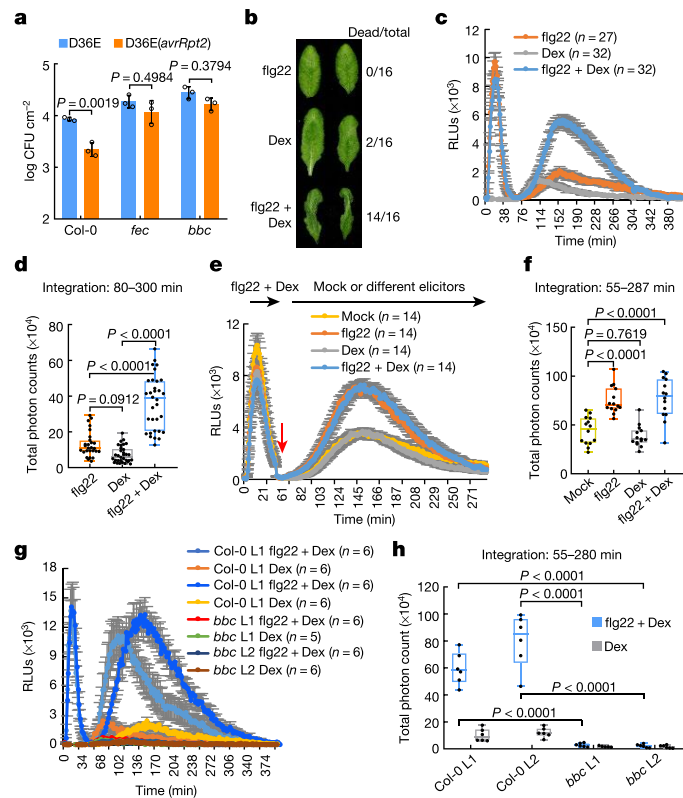 a
D36E
D36E(avrRpt2)
P = 0.3794
P = 0.4984
P = 0.0019
log CFU cm−2
5
4
3
2
Col-0
fec
bbc
b
Dead/total
flg22
0/16
Dex
2/16
flg22 +
Dex
14/16
c
flg22 (n = 27)
Dex (n = 32)
flg22 + Dex (n = 32)
RLUs (×10³)
12
10
8
6
4
2
0
0
38
76
114
152
190
228
266
304
342
380
Time (min)
d
Integration: 80–300 min
Total photon counts (×10⁴)
80
60
40
20
0
P < 0.0001
P < 0.0001
P = 0.0912
flg22
Dex
flg22 + Dex
e
flg22 + Dex
Mock or different elicitors
Mock (n = 14)
flg22 (n = 14)
Dex (n = 14)
flg22 + Dex (n = 14)
RLUs (×10³)
12
8
4
0
0
21
61
82
103
124
145
166
187
208
229
250
271
Time (min)
f
Integration: 55–287 min
Total photon counts (×10⁴)
150
100
50
0
P < 0.0001
P = 0.7619
P < 0.0001
Mock
flg22
Dex
flg22 + Dex
g
Col-0 L1 flg22 + Dex (n = 6)
Col-0 L1 Dex (n = 6)
Col-0 L1 flg22 + Dex (n = 6)
Col-0 L1 Dex (n = 6)
bbc L1 flg22 + Dex (n = 6)
bbc L1 Dex (n = 5)
bbc L2 flg22 + Dex (n = 6)
bbc L2 Dex (n = 6)
RLUs (×10³)
18
15
12
9
6
3
0
0
34
68
102
136
170
204
238
272
306
340
374
Time (min)
h
Integration: 55–280 min
Total photon count (×10⁴)
120
100
80
60
40
20
0
P < 0.0001
P < 0.0001
flg22 + Dex
Dex
P < 0.0001
P < 0.0001
Col-0 L1
Col-0 L2
bbc L1
bbc L2